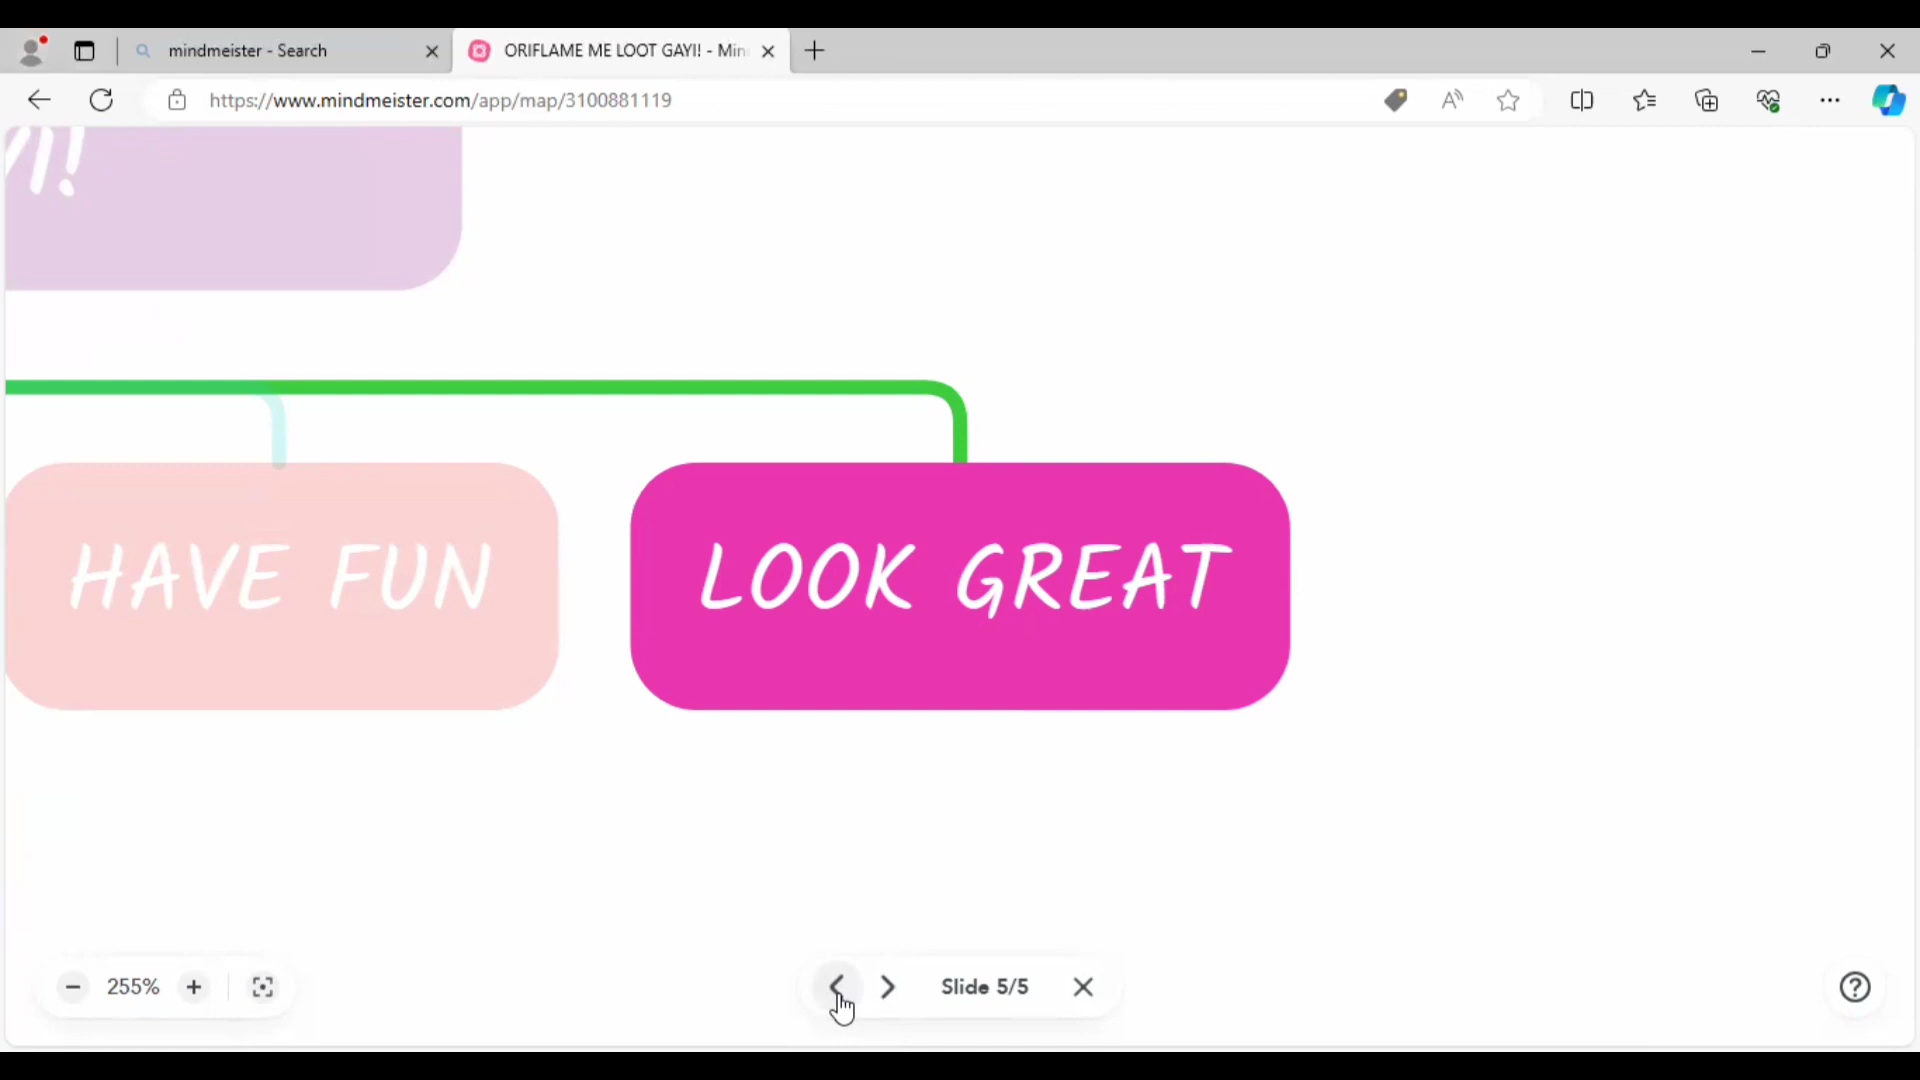 mindmeister - Search
ORIFLAME ME LOOT GAYI! - Min
https://www.mindmeister.com/app/map/3100881119
HAVE FUN
LOOK GREAT
255%
Slide 5/5